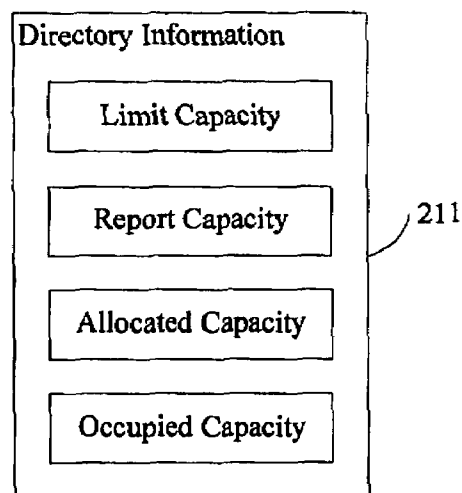 Directory Information
Limit Capacity
Report Capacity
211
Allocated Capacity
Occupied Capacity